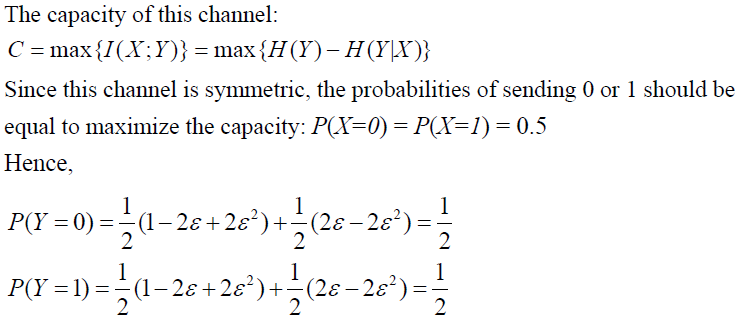 The capacity of this channel:
C = max{I(X;Y)} = max{H(Y) − H(Y|X)}
Since this channel is symmetric, the probabilities of sending 0 or 1 should be
equal to maximize the capacity: P(X=0) = P(X=1) = 0.5
Hence,
P(Y = 0) = 1/2 (1 − 2ε + 2ε²) + 1/2 (2ε − 2ε²) = 1/2
P(Y = 1) = 1/2 (1 − 2ε + 2ε²) + 1/2 (2ε − 2ε²) = 1/2